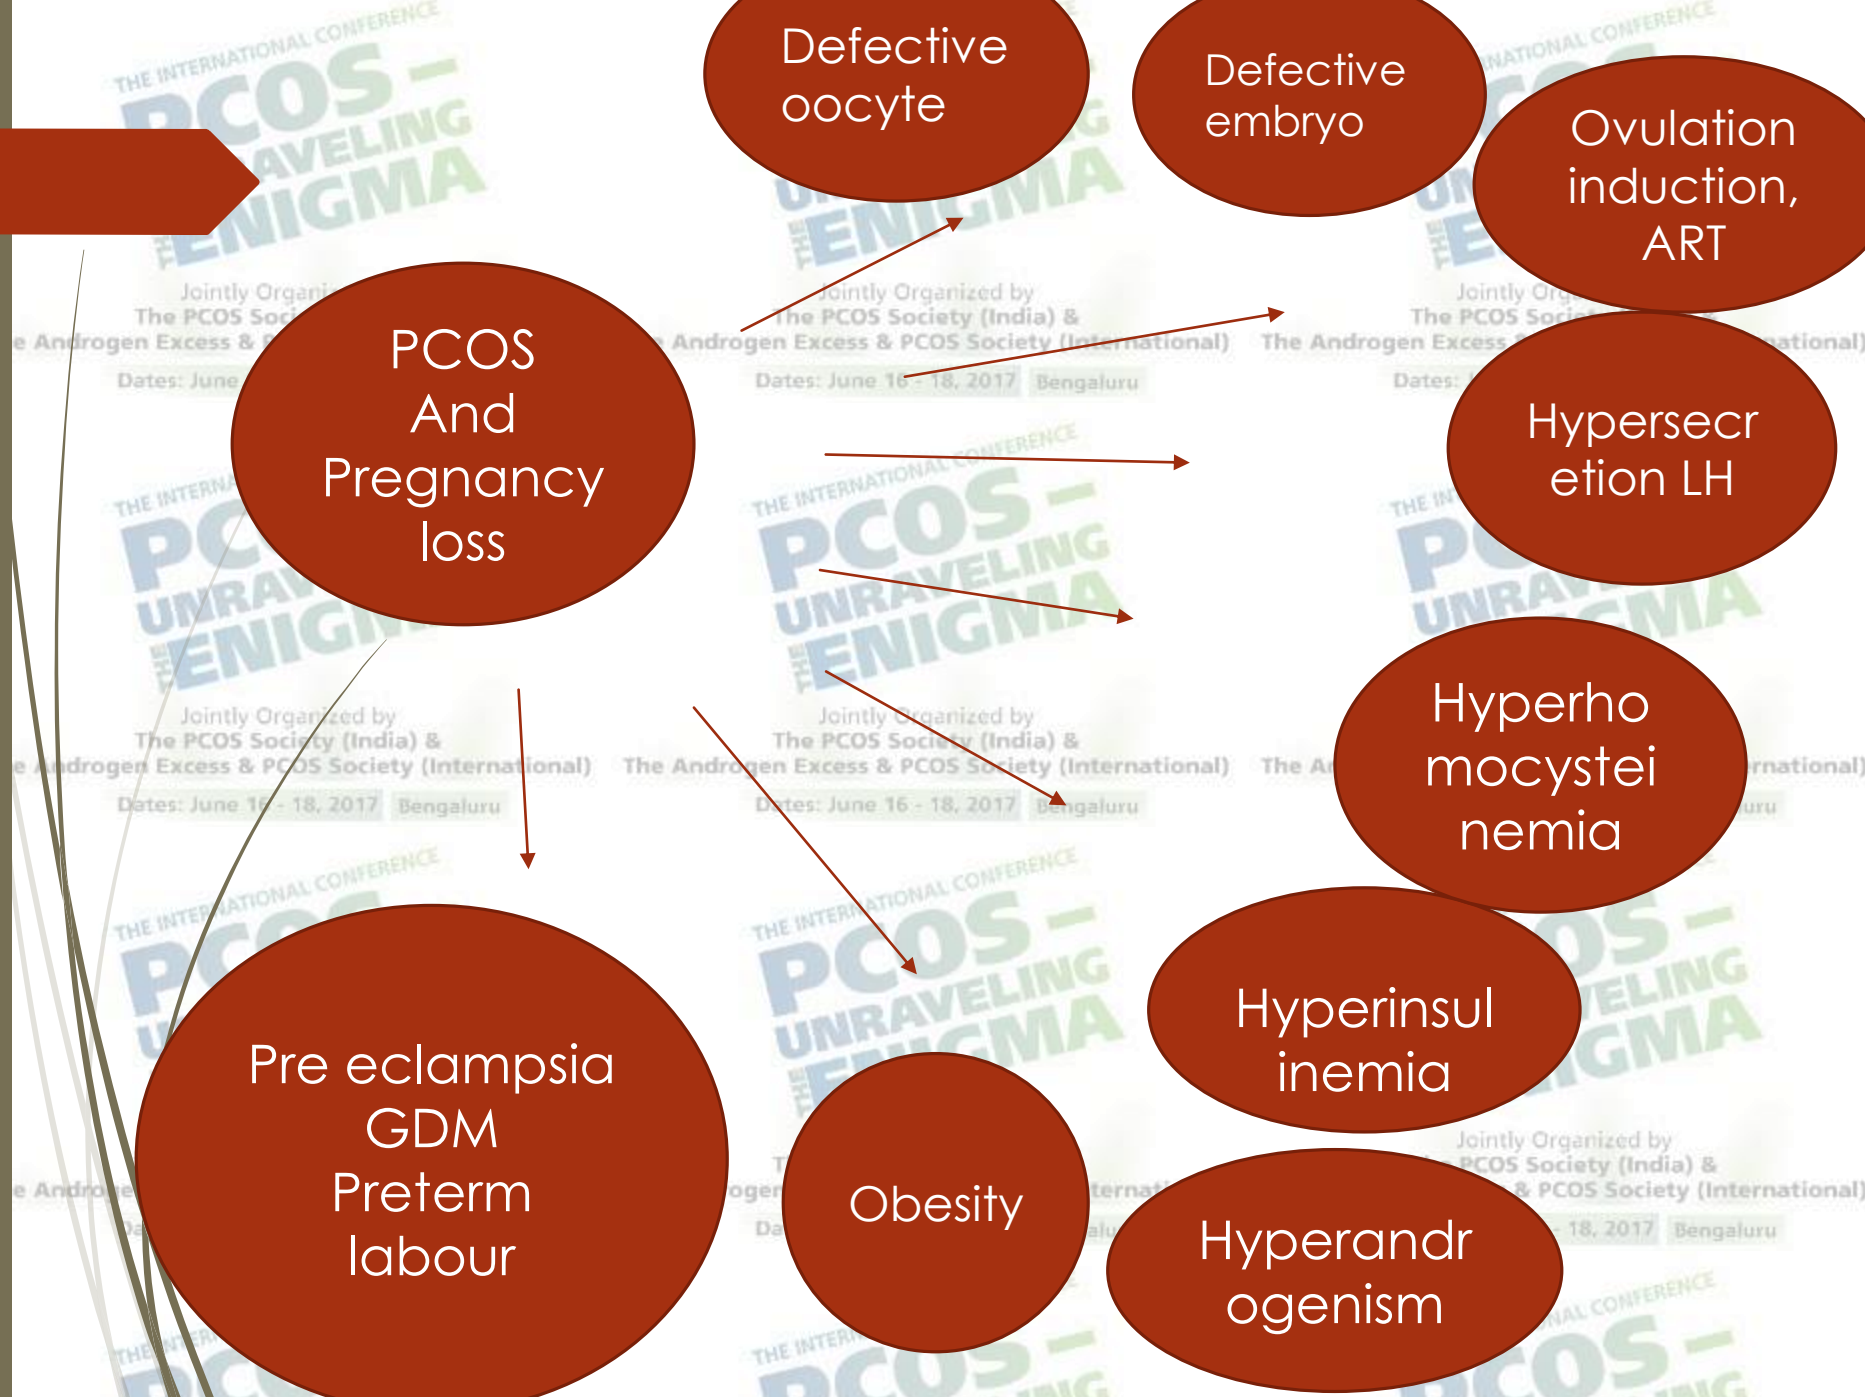 Defective
oocyte
Defective
embryo
Ovulation
induction,
ART
PCOS
And
Pregnancy
loss
Hypersecr
etion LH
Hyperho
mocystei
nemia
Hyperinsul
inemia
Hyperandr
ogenism
Obesity
Pre eclampsia
GDM
Preterm
labour
THE INTERNATIONAL CONFERENCE
PCOS –
UNRAVELING
THE ENIGMA
Jointly Organized by
The PCOS Society (India) &
The Androgen Excess & PCOS Society (International)
Dates: June 16 - 18, 2017 Bengaluru